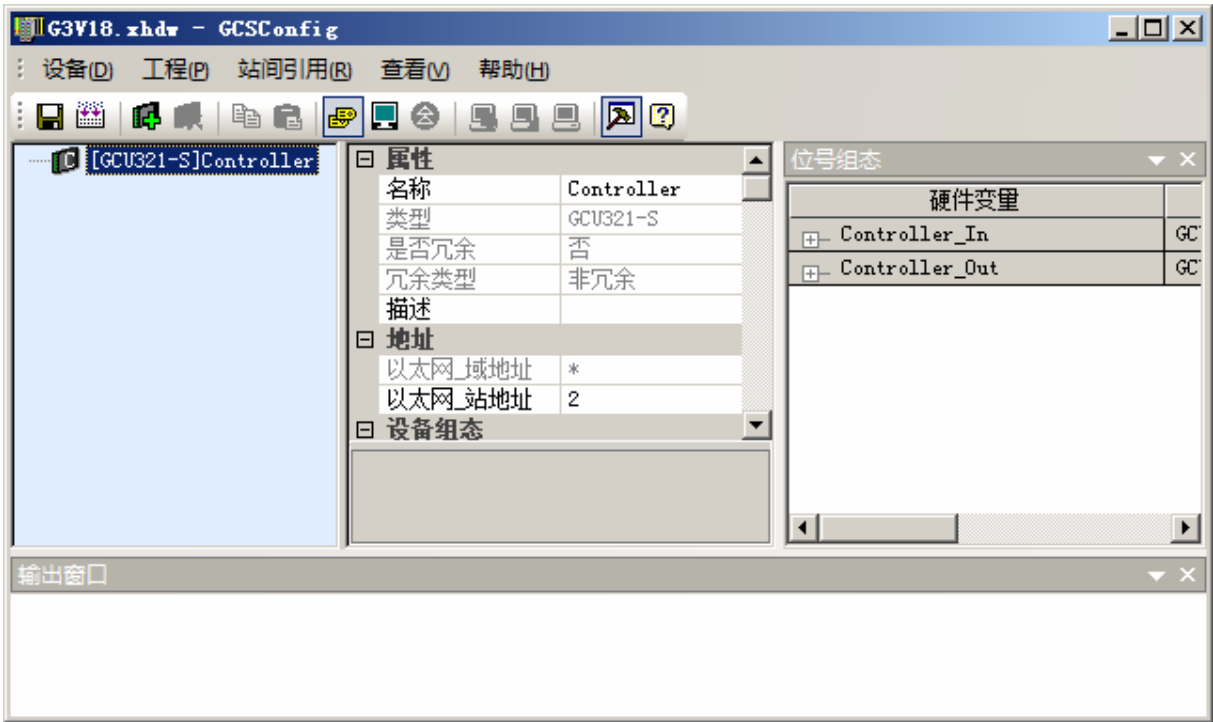 G3V18.xhdw - GCSConfig
设备(D) 工程(P) 站间引用(R) 查看(V) 帮助(H)
[GCU321-S]Controller
属性
名称 Controller
类型 GCU321-S
是否冗余 否
冗余类型 非冗余
描述
地址
以太网_域地址 *
以太网_站地址 2
设备组态
位号组态
硬件变量
Controller_In GC
Controller_Out GC
输出窗口